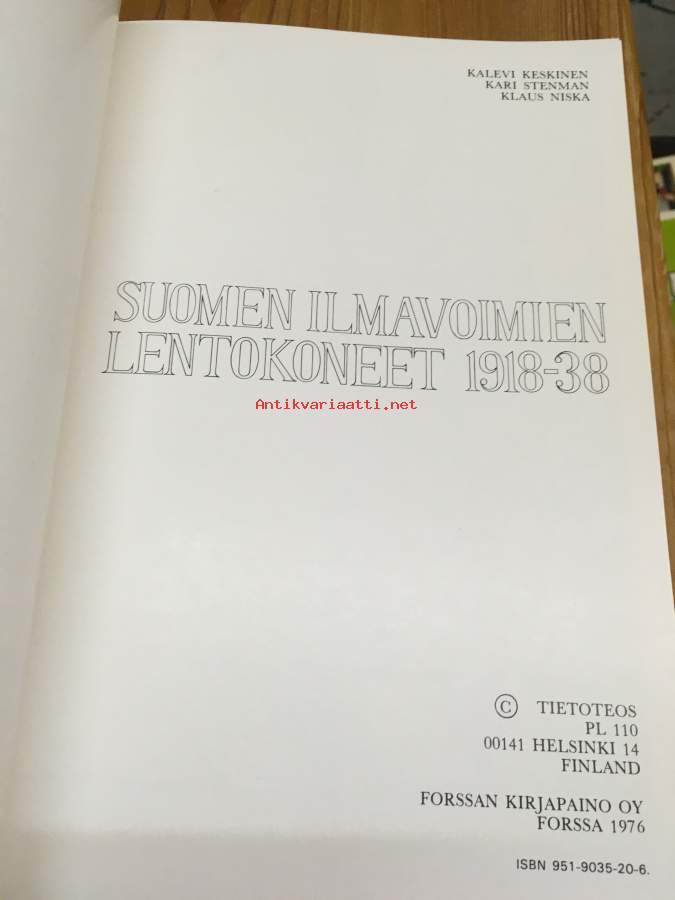 KALEVI KESKINEN
KARI STENMAN
KLAUS NISKA
SUOMEN ILMAVOIMIEN
LENTOKONEET 1918-38
Antikvariaatti.net
© TIETOTEOS
PL 110
00141 HELSINKI 14
FINLAND
FORSSAN KIRJAPAINO OY
FORSSA 1976
ISBN 951-9035-20-6.